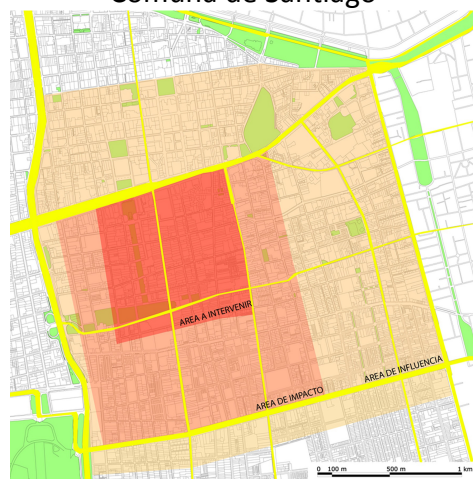 Comuna de Santiago
AREA A INTERVENIR
AREA DE INFLUENCIA
AREA DE IMPACTO
0 100 m 500 m 1 km